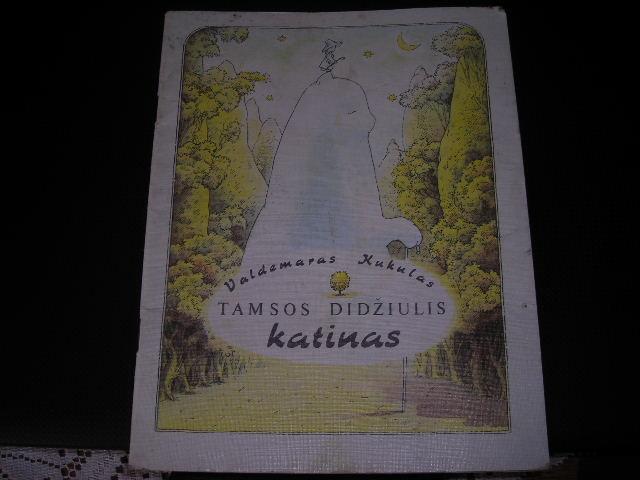 Valdemaras Kukulas
TAMSOS DIDŽIULIS
katinas